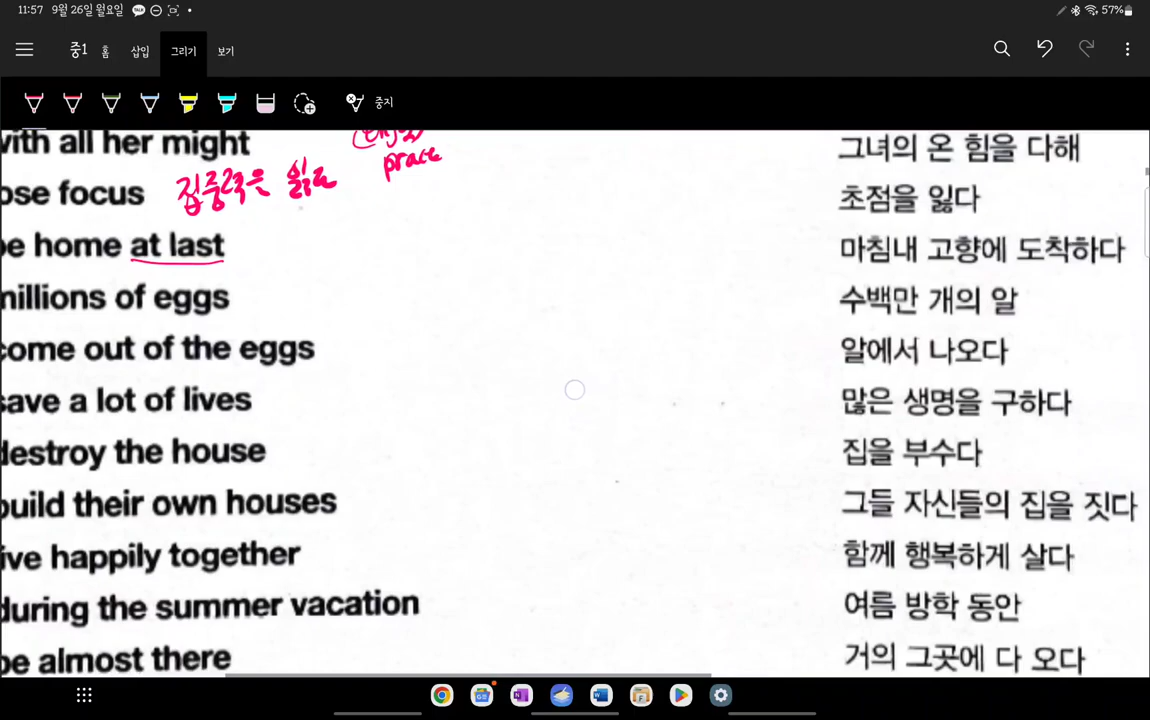 11:57 9월 26일 월요일 57%
중1 홈 삽입 그리기 보기
중지
with all her might 그녀의 온 힘을 다해
ose focus 집중력은 잃다 초점을 잃다
be home at last 마침내 고향에 도착하다
millions of eggs 수백만 개의 알
come out of the eggs 알에서 나오다
save a lot of lives 많은 생명을 구하다
destroy the house 집을 부수다
build their own houses 그들 자신들의 집을 짓다
ive happily together 함께 행복하게 살다
during the summer vacation 여름 방학 동안
be almost there 거의 그곳에 다 오다